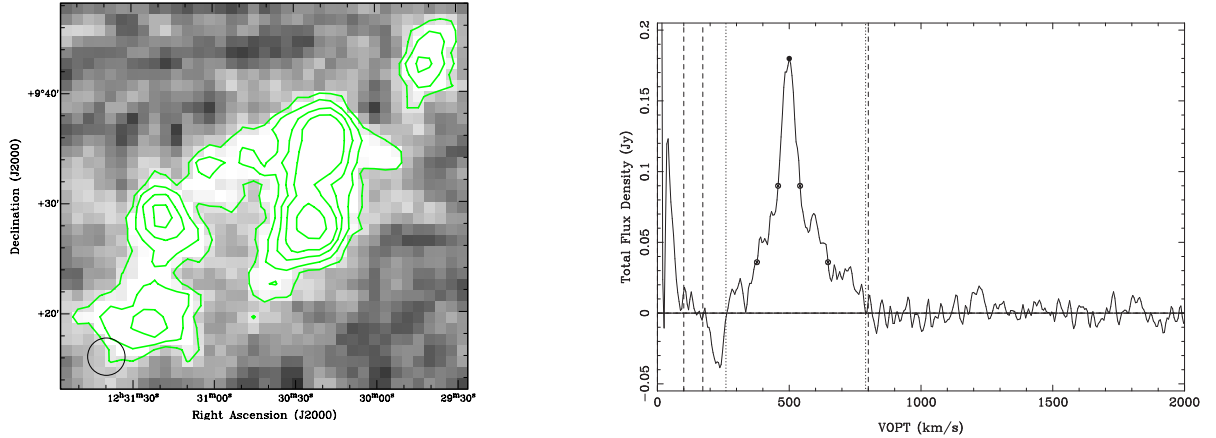 +9°40′
+30′
+20′
Declination (J2000)
12ʰ31ᵐ30ˢ 31ᵐ00ˢ 30ᵐ30ˢ 30ᵐ00ˢ 29ᵐ30ˢ
Right Ascension (J2000)
0.2
0.15
0.1
0.05
0
−0.05
Total Flux Density (Jy)
0 500 1000 1500 2000
VOPT (km/s)